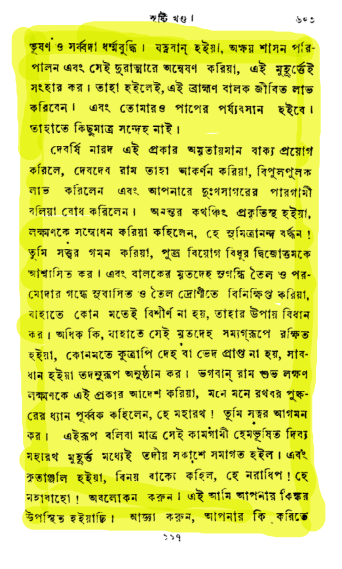 সৃষ্টি খণ্ড। ৬০৩
ভূষণ ও সর্ব্বদা ধর্ম্মবুদ্ধি। যত্নবান্ হইয়া, অক্ষয় শাসন পরি-
পালন এবং সেই দুরাত্মারে অন্বেষণ করিয়া, এই মুহূর্ত্তেই
সংহার কর। তাহা হইলেই, এই ব্রাহ্মণ বালক জীবিত লাভ
করিবেন। এবং তোমারও পাপের পর্য্যবসান হইবে।
তাহাতে কিছুমাত্র সন্দেহ নাই।
দেবর্ষি নারদ এই প্রকার অমৃতায়মান বাক্য প্রয়োগ
করিলে, দেবদেব রাম তাহা আকর্ণন করিয়া, বিপুলপুলক
লাভ করিলেন এবং আপনারে দুঃখসাগরের পারগামী
বলিয়া বোধ করিলেন। অনন্তর কথঞ্চিৎ প্রকৃতিস্থ হইয়া,
লক্ষ্মণকে সম্বোধন করিয়া কহিলেন, হে সুমিত্রানন্দ বর্দ্ধন!
তুমি সত্বর গমন করিয়া, পুত্র বিয়োগ বিধুর দ্বিজোত্তমকে
আশ্বাসিত কর। এবং বালকের মৃতদেহ সুগন্ধি তৈল ও পর-
মোদার গন্ধে সুবাসিত ও তৈল দ্রোণীতে বিনিক্ষিপ্ত করিয়া,
যাহাতে কোন মতেই বিশীর্ণ না হয়, তাহার উপায় বিধান
কর। অধিক কি, যাহাতে সেই মৃতদেহ সম্যগ্রূপে রক্ষিত
হইয়া, কোনমতে কুত্রাপি দেহ বা ভেদ প্রাপ্ত না হয়, সাব-
ধান হইয়া তদনুরূপ অনুষ্ঠান কর। ভগবান্ রাম শুভ লক্ষণ
লক্ষ্মণকে এই প্রকার আদেশ করিয়া, মনে মনে রথবর পুষ্প-
রের ধ্যান পূর্ব্বক কহিলেন, হে মহারথ! তুমি সত্বর আগমন
কর। এইরূপ বলিবা মাত্র সেই কামগামী হেমভূষিত দিব্য
মহারথ মুহূর্ত্ত মধ্যেই তদীয় সকাশে সমাগত হইল। এবং
কৃতাঞ্জলি হইয়া, বিনয় বাক্যে কহিল, হে নরাধিপ! হে
মহাবাহো! অবলোকন করুন। এই আমি আপনার কিঙ্কর
উপস্থিত হইয়াছি। আজ্ঞা করুন, আপনার কি করিতে
১১৭